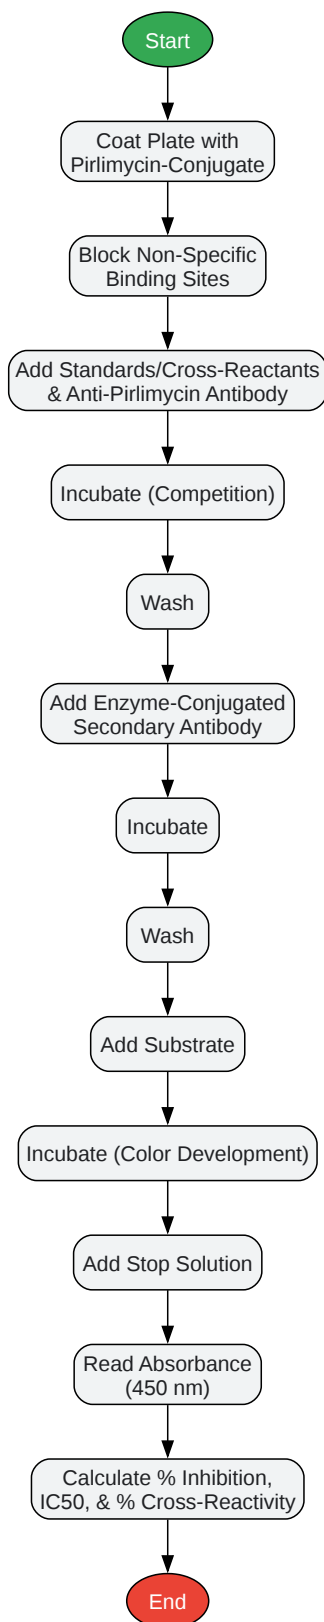 Start
Coat Plate with
Pirlimycin-Conjugate
Block Non-Specific
Binding Sites
Add Standards/Cross-Reactants
& Anti-Pirlimycin Antibody
Incubate (Competition)
Wash
Add Enzyme-Conjugated
Secondary Antibody
Incubate
Wash
Add Substrate
Incubate (Color Development)
Add Stop Solution
Read Absorbance
(450 nm)
Calculate % Inhibition,
IC50, & % Cross-Reactivity
End